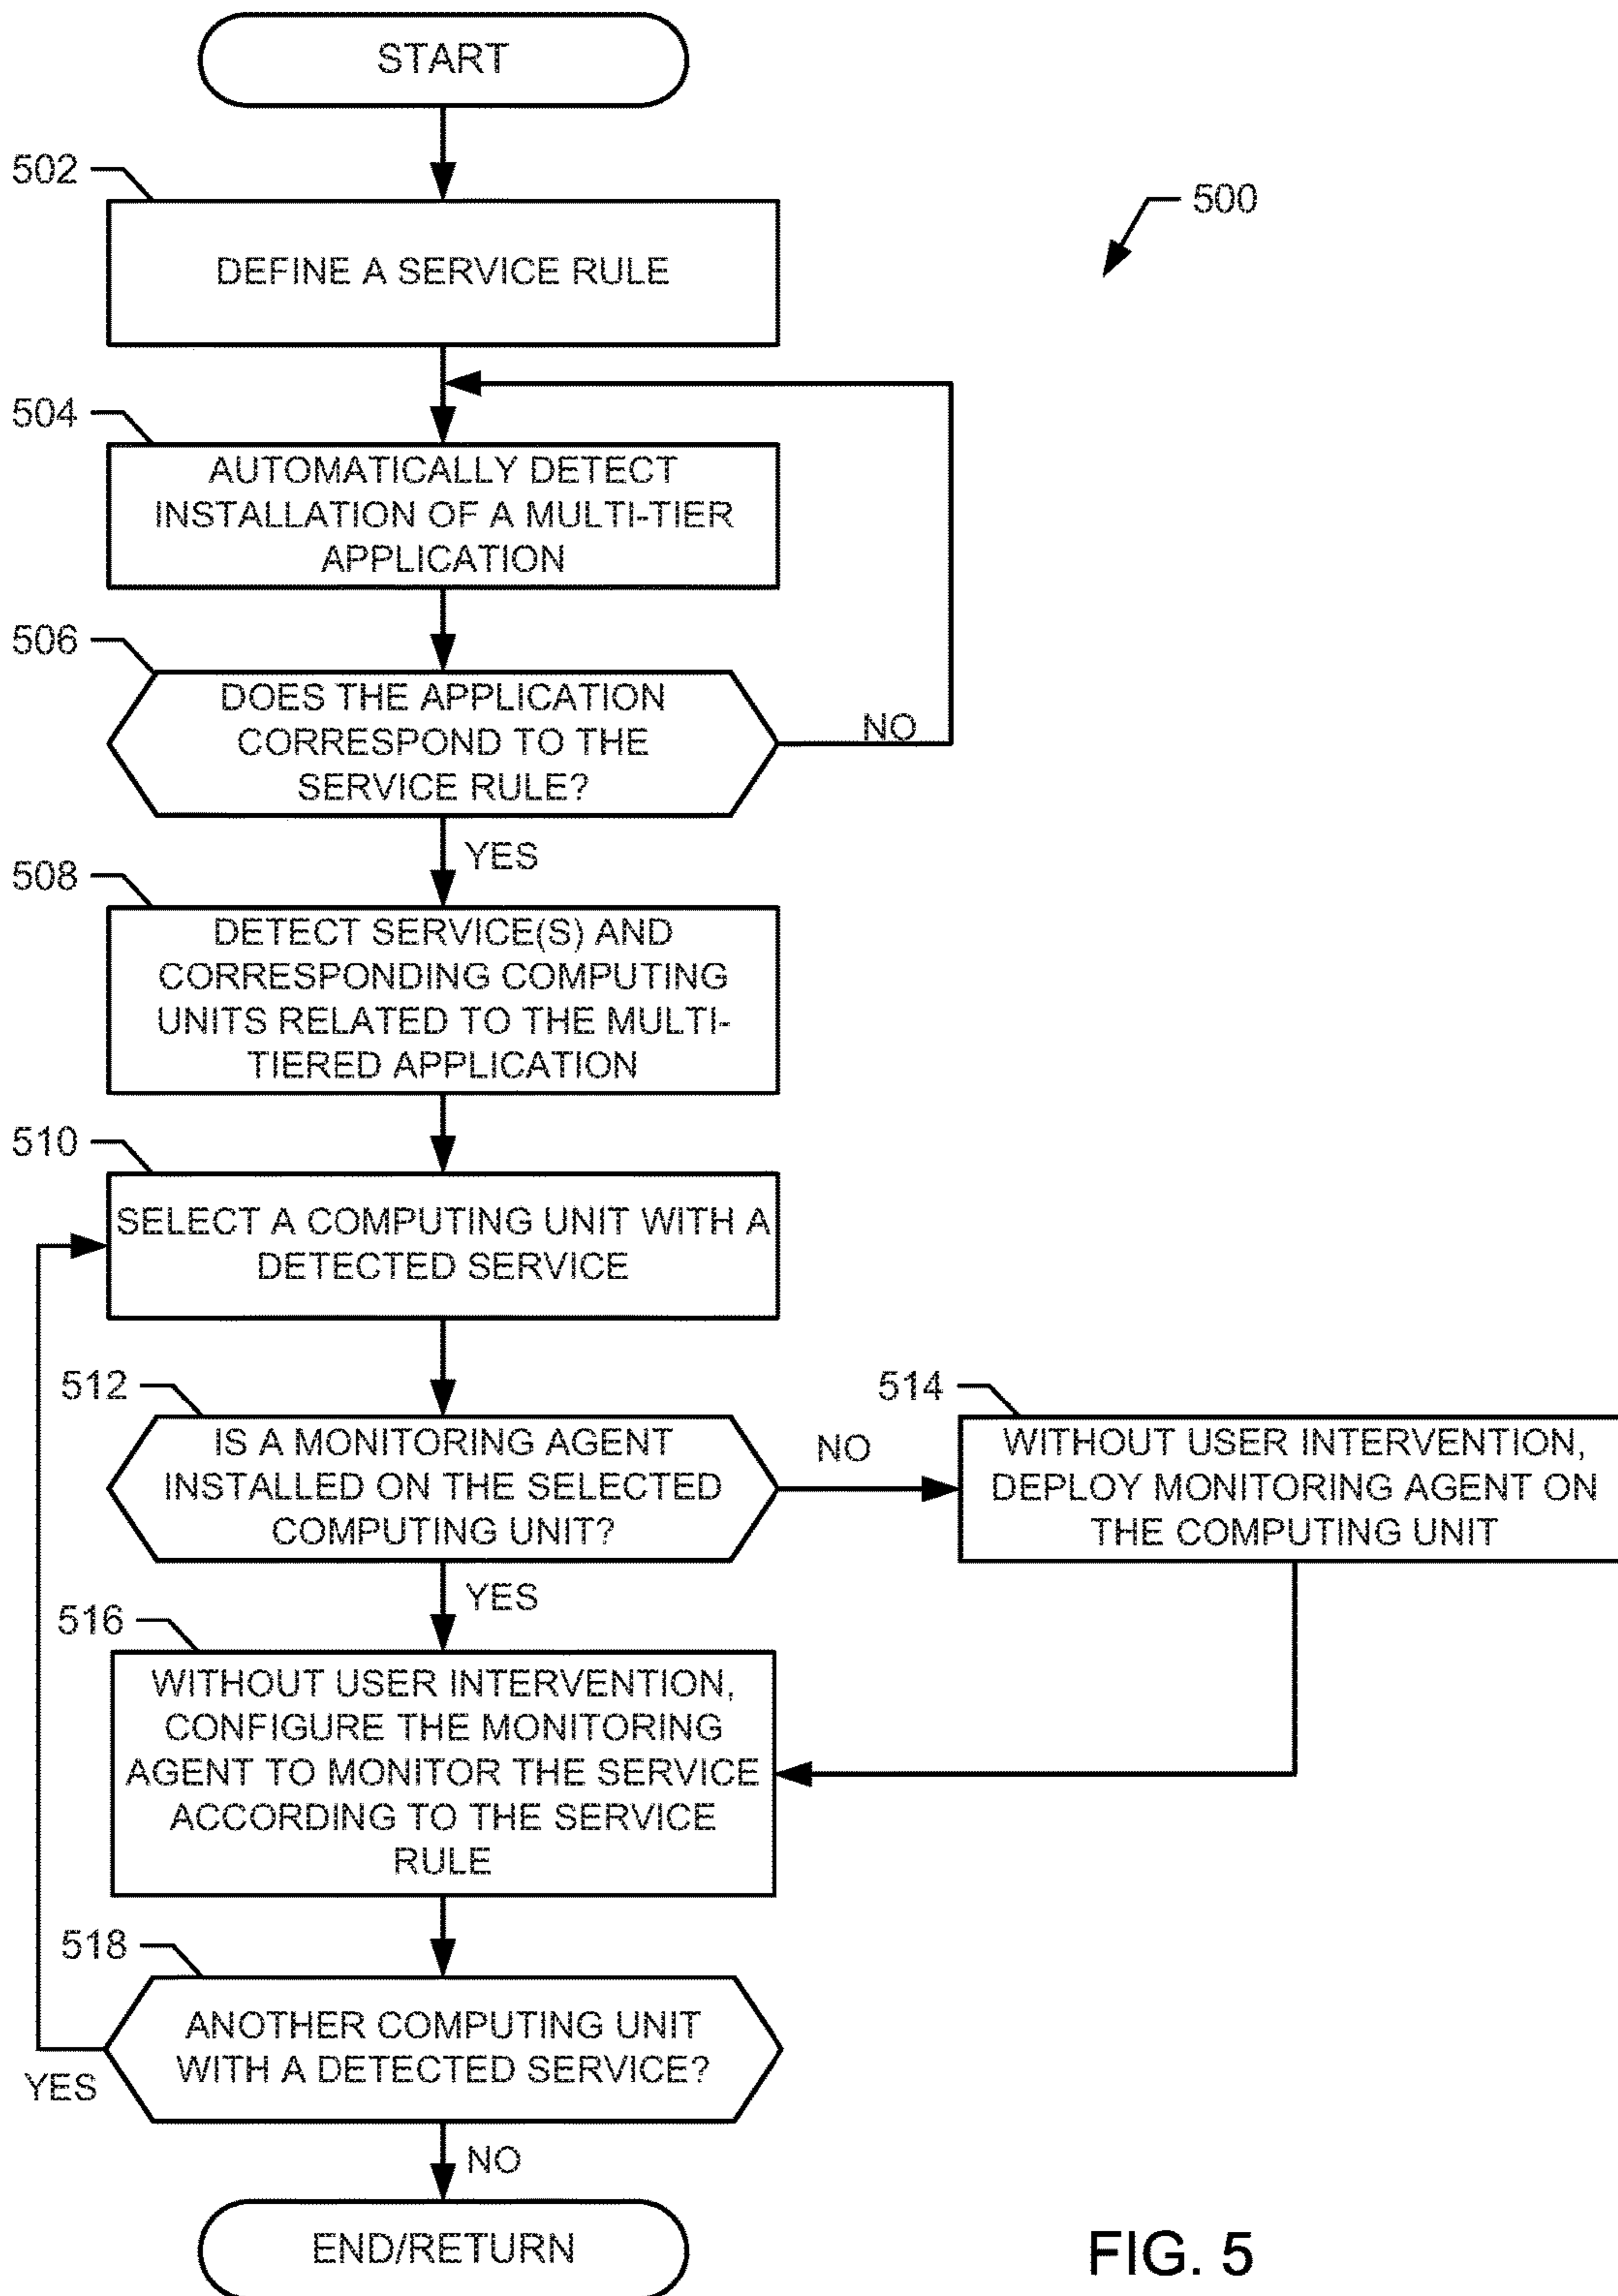 START
502
500
DEFINE A SERVICE RULE
504
AUTOMATICALLY DETECT
INSTALLATION OF A MULTI-TIER
APPLICATION
506
DOES THE APPLICATION
CORRESPOND TO THE
SERVICE RULE?
NO
YES
508
DETECT SERVICE(S) AND
CORRESPONDING COMPUTING
UNITS RELATED TO THE MULTI-
TIERED APPLICATION
510
SELECT A COMPUTING UNIT WITH A
DETECTED SERVICE
512
IS A MONITORING AGENT
INSTALLED ON THE SELECTED
COMPUTING UNIT?
NO
514
WITHOUT USER INTERVENTION,
DEPLOY MONITORING AGENT ON
THE COMPUTING UNIT
YES
516
WITHOUT USER INTERVENTION,
CONFIGURE THE MONITORING
AGENT TO MONITOR THE SERVICE
ACCORDING TO THE SERVICE
RULE
518
ANOTHER COMPUTING UNIT
WITH A DETECTED SERVICE?
YES
NO
END/RETURN
FIG. 5